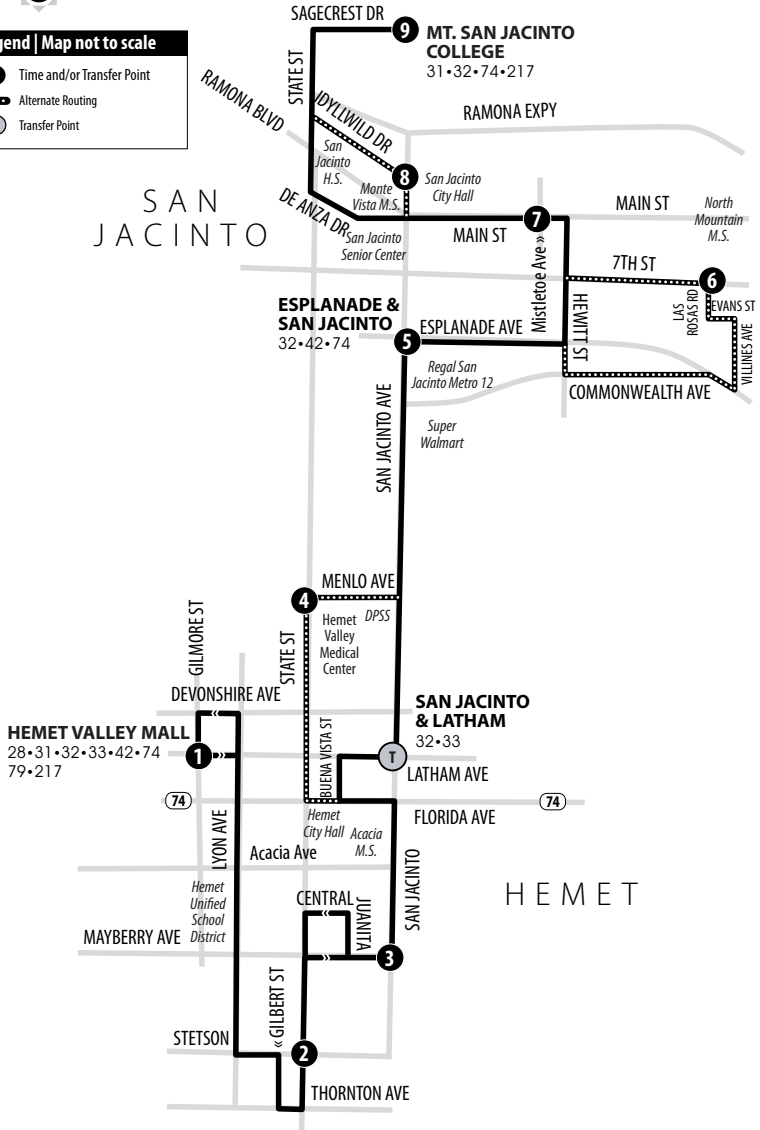 SAGECREST DR
9
MT. SAN JACINTO
COLLEGE
31•32•74•217
end | Map not to scale
Time and/or Transfer Point
Alternate Routing
Transfer Point
STATE ST
RAMONA BLVD
IDYLLWILD DR
RAMONA EXPY
San
Jacinto
H.S.
8
San Jacinto
City Hall
Monte
Vista M.S.
SAN
JACINTO
DE ANZA DR
7
MAIN ST
MAIN ST
North
Mountain
M.S.
San Jacinto
Senior Center
Mistletoe Ave »
7TH ST
6
HEWITT ST
LAS
ROSAS RD
EVANS ST
VILLINES AVE
ESPLANADE &
SAN JACINTO
32•42•74
5
ESPLANADE AVE
Regal San
Jacinto Metro 12
COMMONWEALTH AVE
SAN JACINTO AVE
Super
Walmart
MENLO AVE
4
Hemet
Valley
Medical
Center
DPSS
GILMORE ST
STATE ST
DEVONSHIRE AVE
SAN JACINTO
& LATHAM
32•33
HEMET VALLEY MALL
28•31•32•33•42•74
79•217
1
»
«
BUENA VISTA ST
T
LATHAM AVE
74
74
FLORIDA AVE
Hemet
City Hall
Acacia
M.S.
LYON AVE
Acacia Ave
SAN JACINTO
HEMET
Hemet
Unified
School
District
CENTRAL
«
JUANITA
MAYBERRY AVE
»
3
« GILBERT ST
STETSON
2
THORNTON AVE